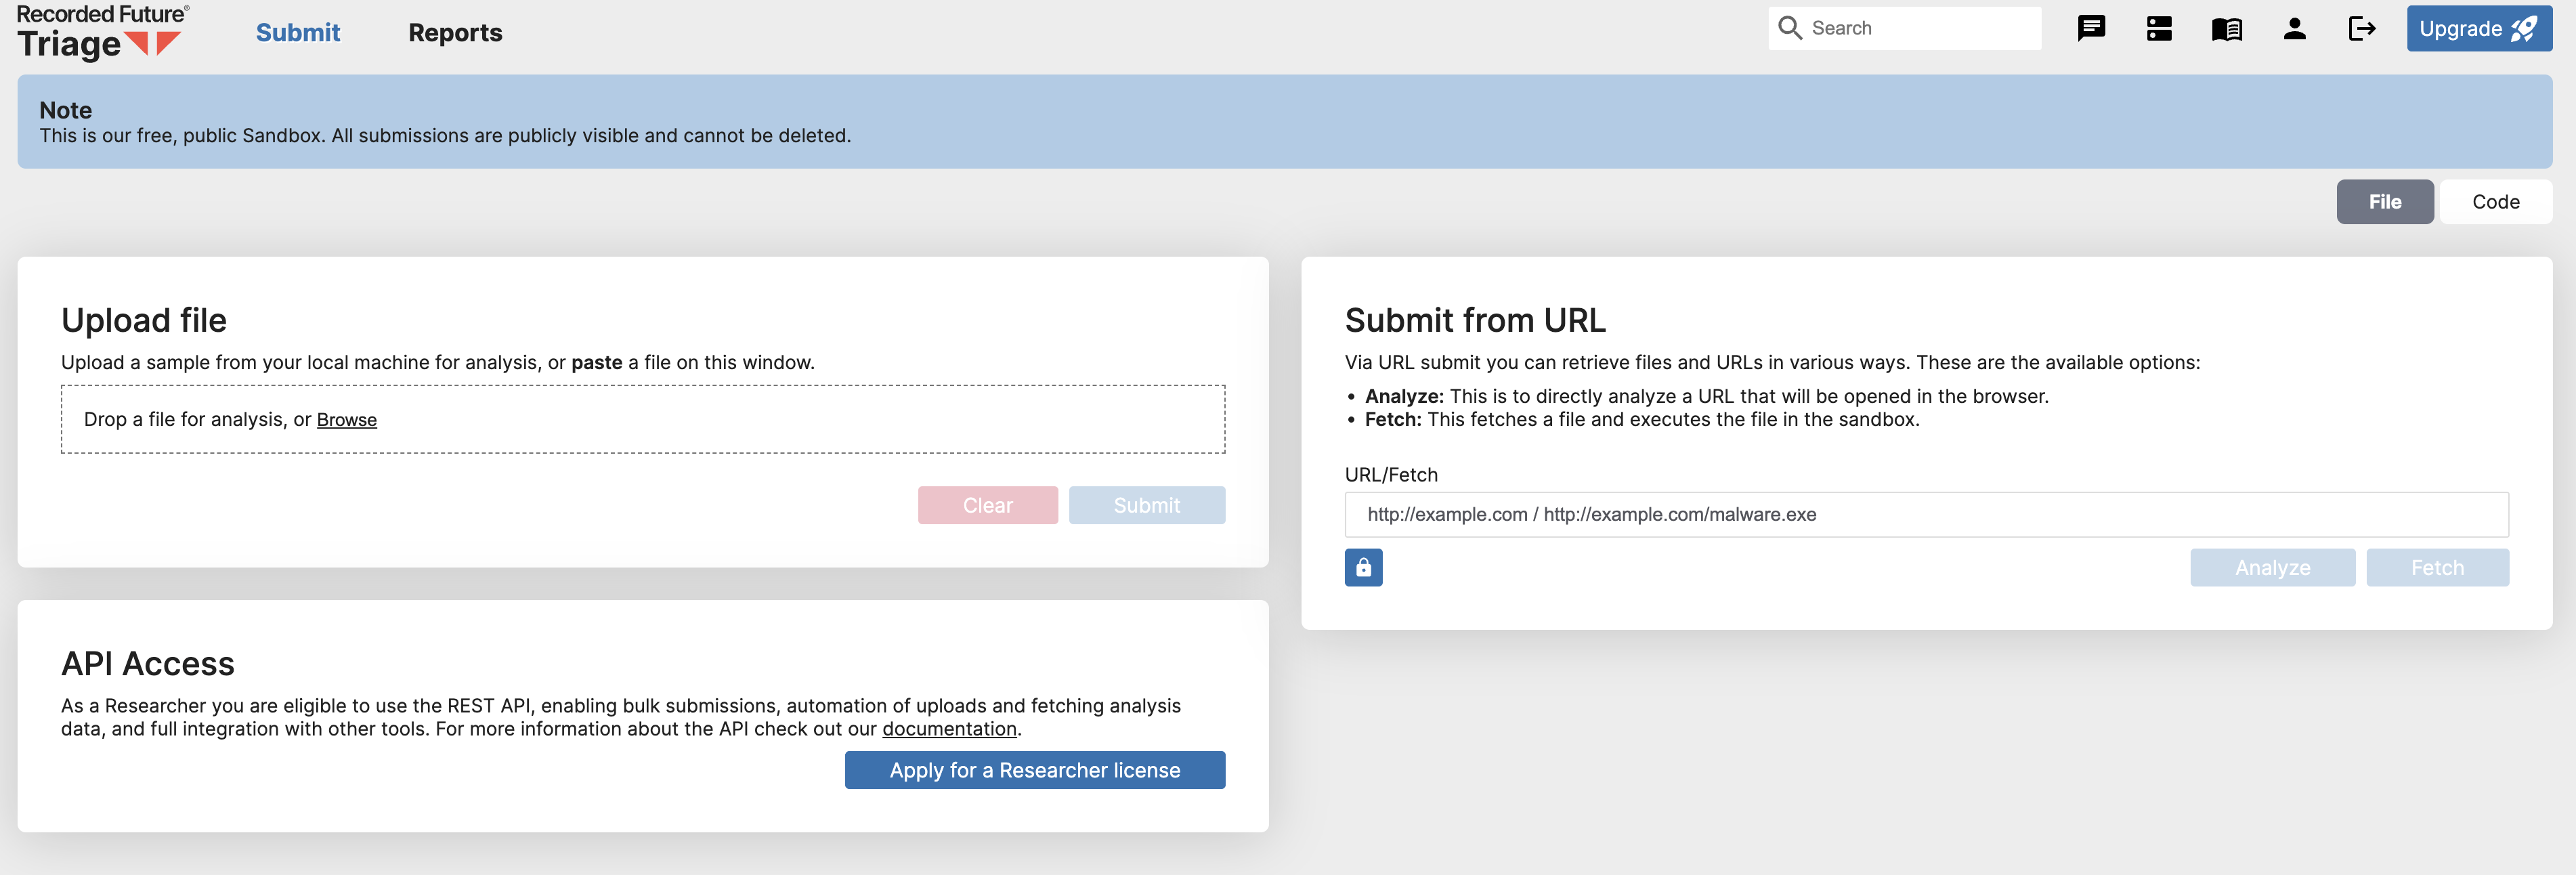 Recorded Future®
Triage
Submit
Reports
Search
Upgrade
Note
This is our free, public Sandbox. All submissions are publicly visible and cannot be deleted.
File
Code
Upload file
Upload a sample from your local machine for analysis, or paste a file on this window.
Drop a file for analysis, or Browse
Clear
Submit
API Access
As a Researcher you are eligible to use the REST API, enabling bulk submissions, automation of uploads and fetching analysis
data, and full integration with other tools. For more information about the API check out our documentation.
Apply for a Researcher license
Submit from URL
Via URL submit you can retrieve files and URLs in various ways. These are the available options:
• Analyze: This is to directly analyze a URL that will be opened in the browser.
• Fetch: This fetches a file and executes the file in the sandbox.
URL/Fetch
http://example.com / http://example.com/malware.exe
Analyze
Fetch